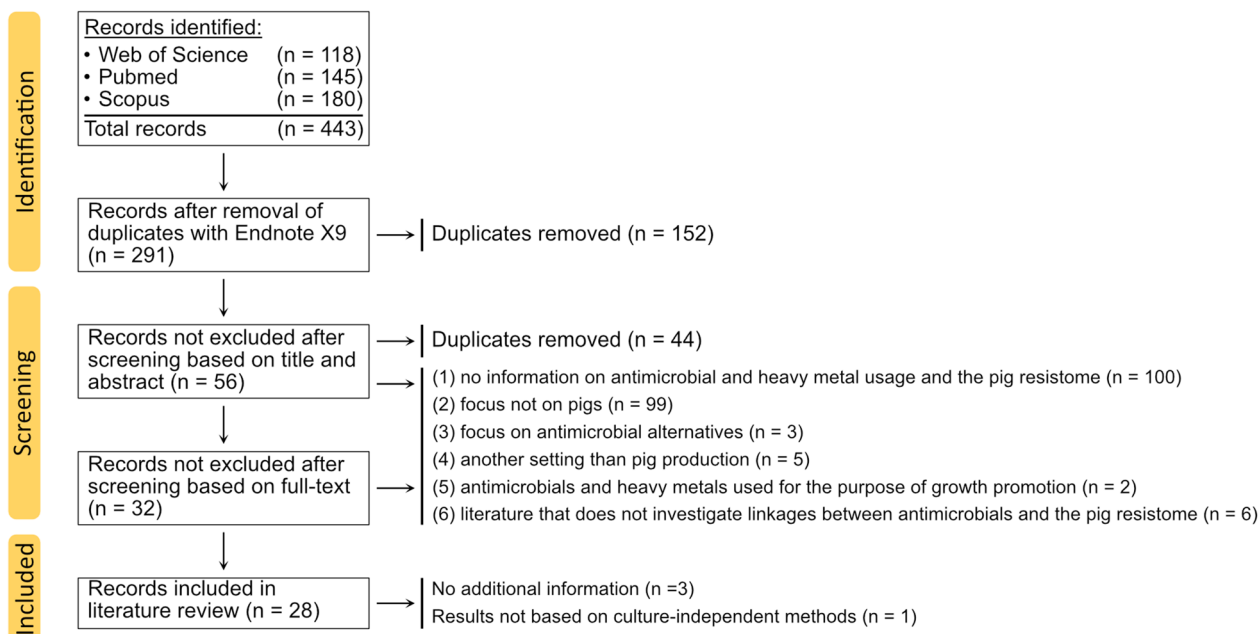 Identification
Records identified:
• Web of Science (n = 118)
• Pubmed (n = 145)
• Scopus (n = 180)
Total records (n = 443)
Records after removal of
duplicates with Endnote X9
(n = 291)
Duplicates removed (n = 152)
Screening
Records not excluded after
screening based on title and
abstract (n = 56)
Duplicates removed (n = 44)
(1) no information on antimicrobial and heavy metal usage and the pig resistome (n = 100)
(2) focus not on pigs (n = 99)
(3) focus on antimicrobial alternatives (n = 3)
(4) another setting than pig production (n = 5)
(5) antimicrobials and heavy metals used for the purpose of growth promotion (n = 2)
(6) literature that does not investigate linkages between antimicrobials and the pig resistome (n = 6)
Records not excluded after
screening based on full-text
(n = 32)
Included
Records included in
literature review (n = 28)
No additional information (n =3)
Results not based on culture-independent methods (n = 1)